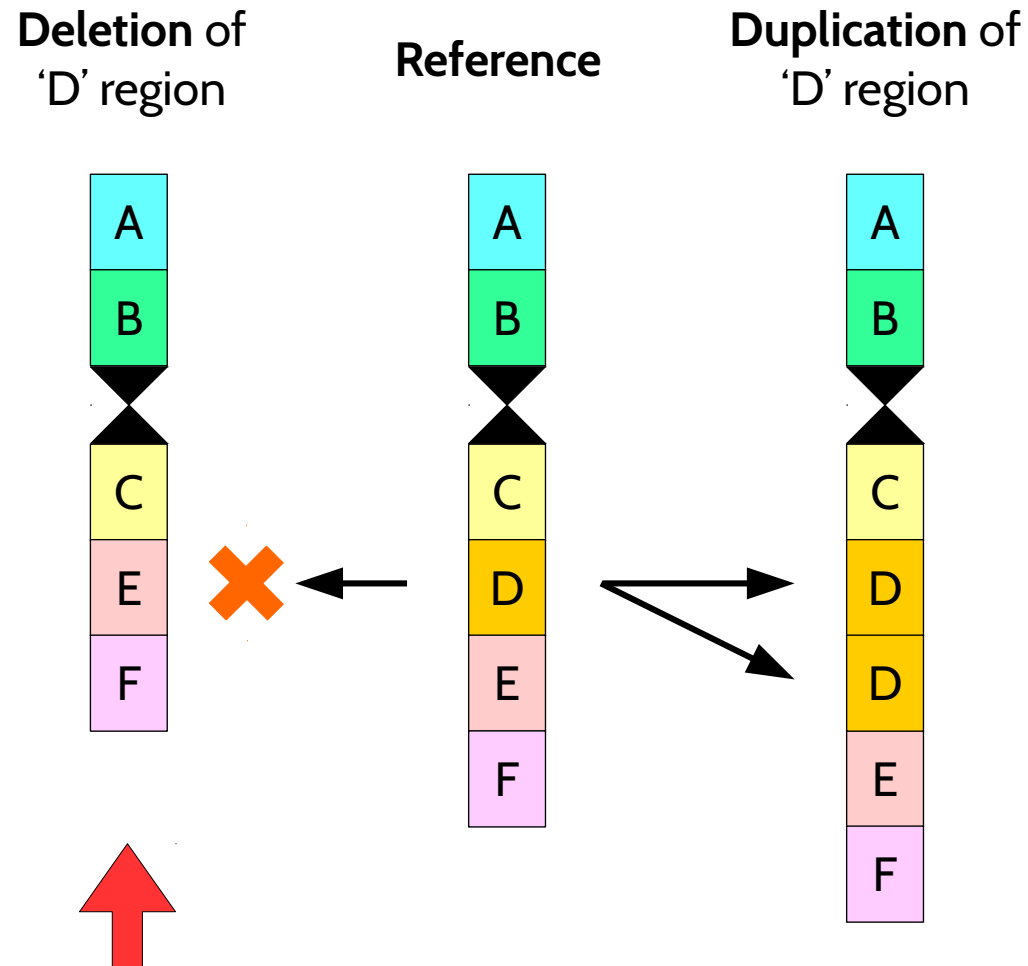 Deletion of
‘D’ region
Reference
Duplication of
‘D’ region
A
B
C
E
F
A
B
C
D
E
F
A
B
C
D
D
E
F